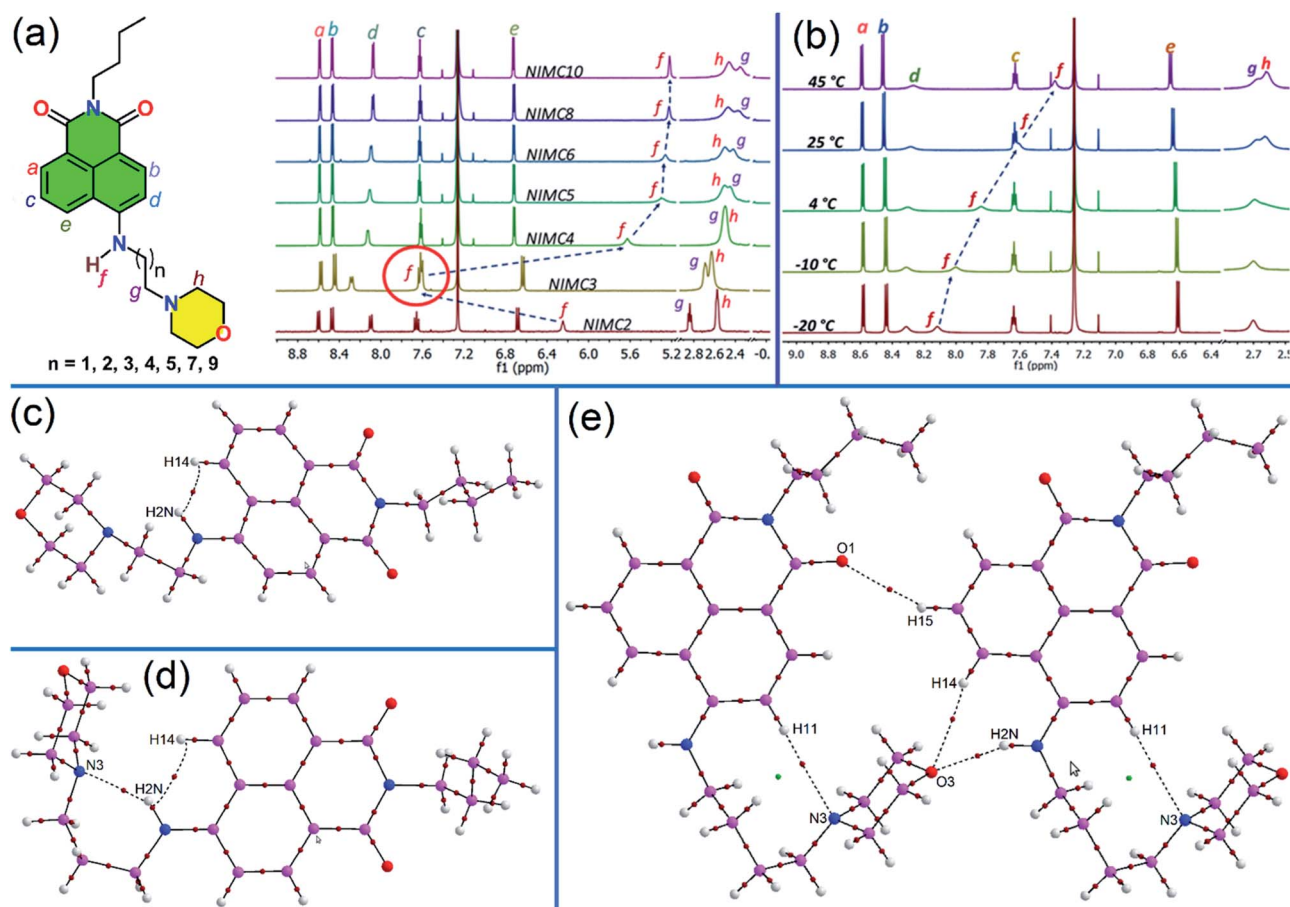 (a)
O
N
O
a
b
c
d
e
N
H
f
g
( )n
N
h
O
n = 1, 2, 3, 4, 5, 7, 9
a b d c e
f
NIMC10
h g
f
NIMC8
h g
f
NIMC6
h g
f
NIMC5
h g
f
NIMC4
g h
f
NIMC3
g h
f
NIMC2
g h
8.8 8.4 8.0 7.6 7.2 6.8 6.4 6.0 5.6 5.2 2.8 2.6 2.4 -0.
f1 (ppm)
(b)
a b d c f e g h
45 °C
f
25 °C
f
4 °C
f
-10 °C
f
-20 °C
9.0 8.8 8.6 8.4 8.2 8.0 7.8 7.6 7.4 7.2 7.0 6.8 6.6 6.4 2.7 2.5
f1 (ppm)
(c)
H14
H2N
(d)
H14
N3
H2N
(e)
O1
H15
H14
H11
H2N
H11
O3
N3
N3